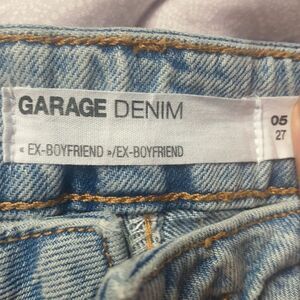 GARAGE DENIM
« EX-BOYFRIEND »/EX-BOYFRIEND
05
27